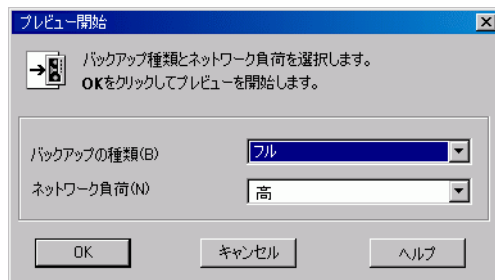 プレビュー開始
バックアップ種類とネットワーク負荷を選択します。
OKをクリックしてプレビューを開始します。
バックアップの種類(B)
フル
ネットワーク負荷(N)
高
OK
キャンセル
ヘルプ